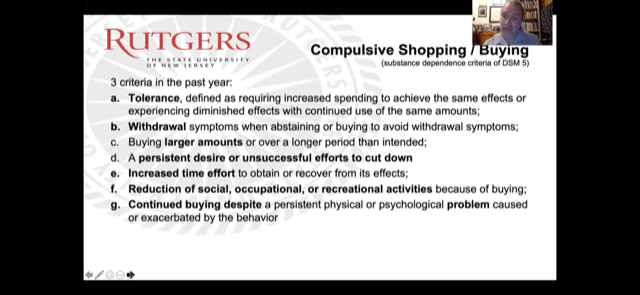 RUTGERS
THE STATE UNIVERSITY
OF NEW JERSEY
Compulsive Shopping / Buying
(substance dependence criteria of DSM 5)
3 criteria in the past year:
a. Tolerance, defined as requiring increased spending to achieve the same effects or
experiencing diminished effects with continued use of the same amounts;
b. Withdrawal symptoms when abstaining or buying to avoid withdrawal symptoms;
c. Buying larger amounts or over a longer period than intended;
d. A persistent desire or unsuccessful efforts to cut down
e. Increased time effort to obtain or recover from its effects;
f. Reduction of social, occupational, or recreational activities because of buying;
g. Continued buying despite a persistent physical or psychological problem caused
or exacerbated by the behavior